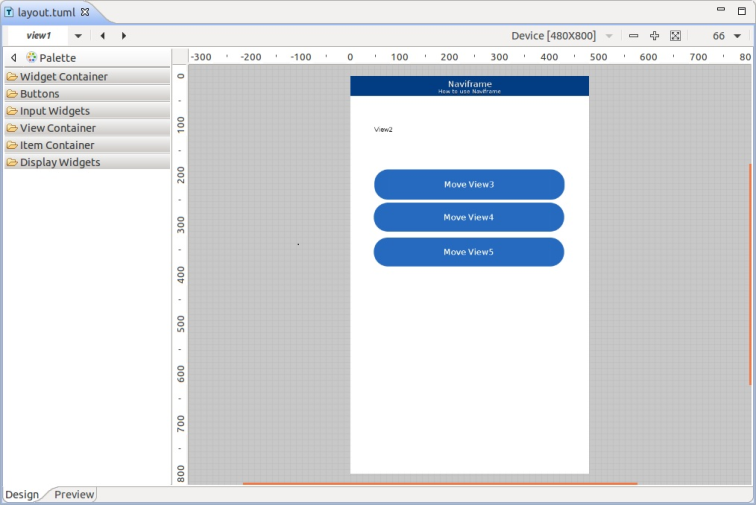 layout.tuml
view1
Device [480X800]
66
Palette
Widget Container
Buttons
Input Widgets
View Container
Item Container
Display Widgets
-300 -200 -100 0 100 200 300 400 500 600 700 80
0
100
200
300
400
500
600
700
800
Naviframe
How to use Naviframe
View2
Move View3
Move View4
Move View5
Design
Preview